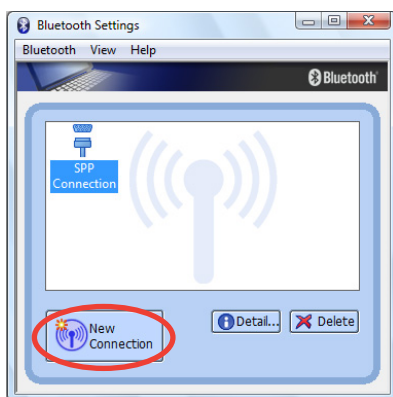 Bluetooth Settings
Bluetooth View Help
Bluetooth
SPP
Connection
New
Connection
Detail...
Delete